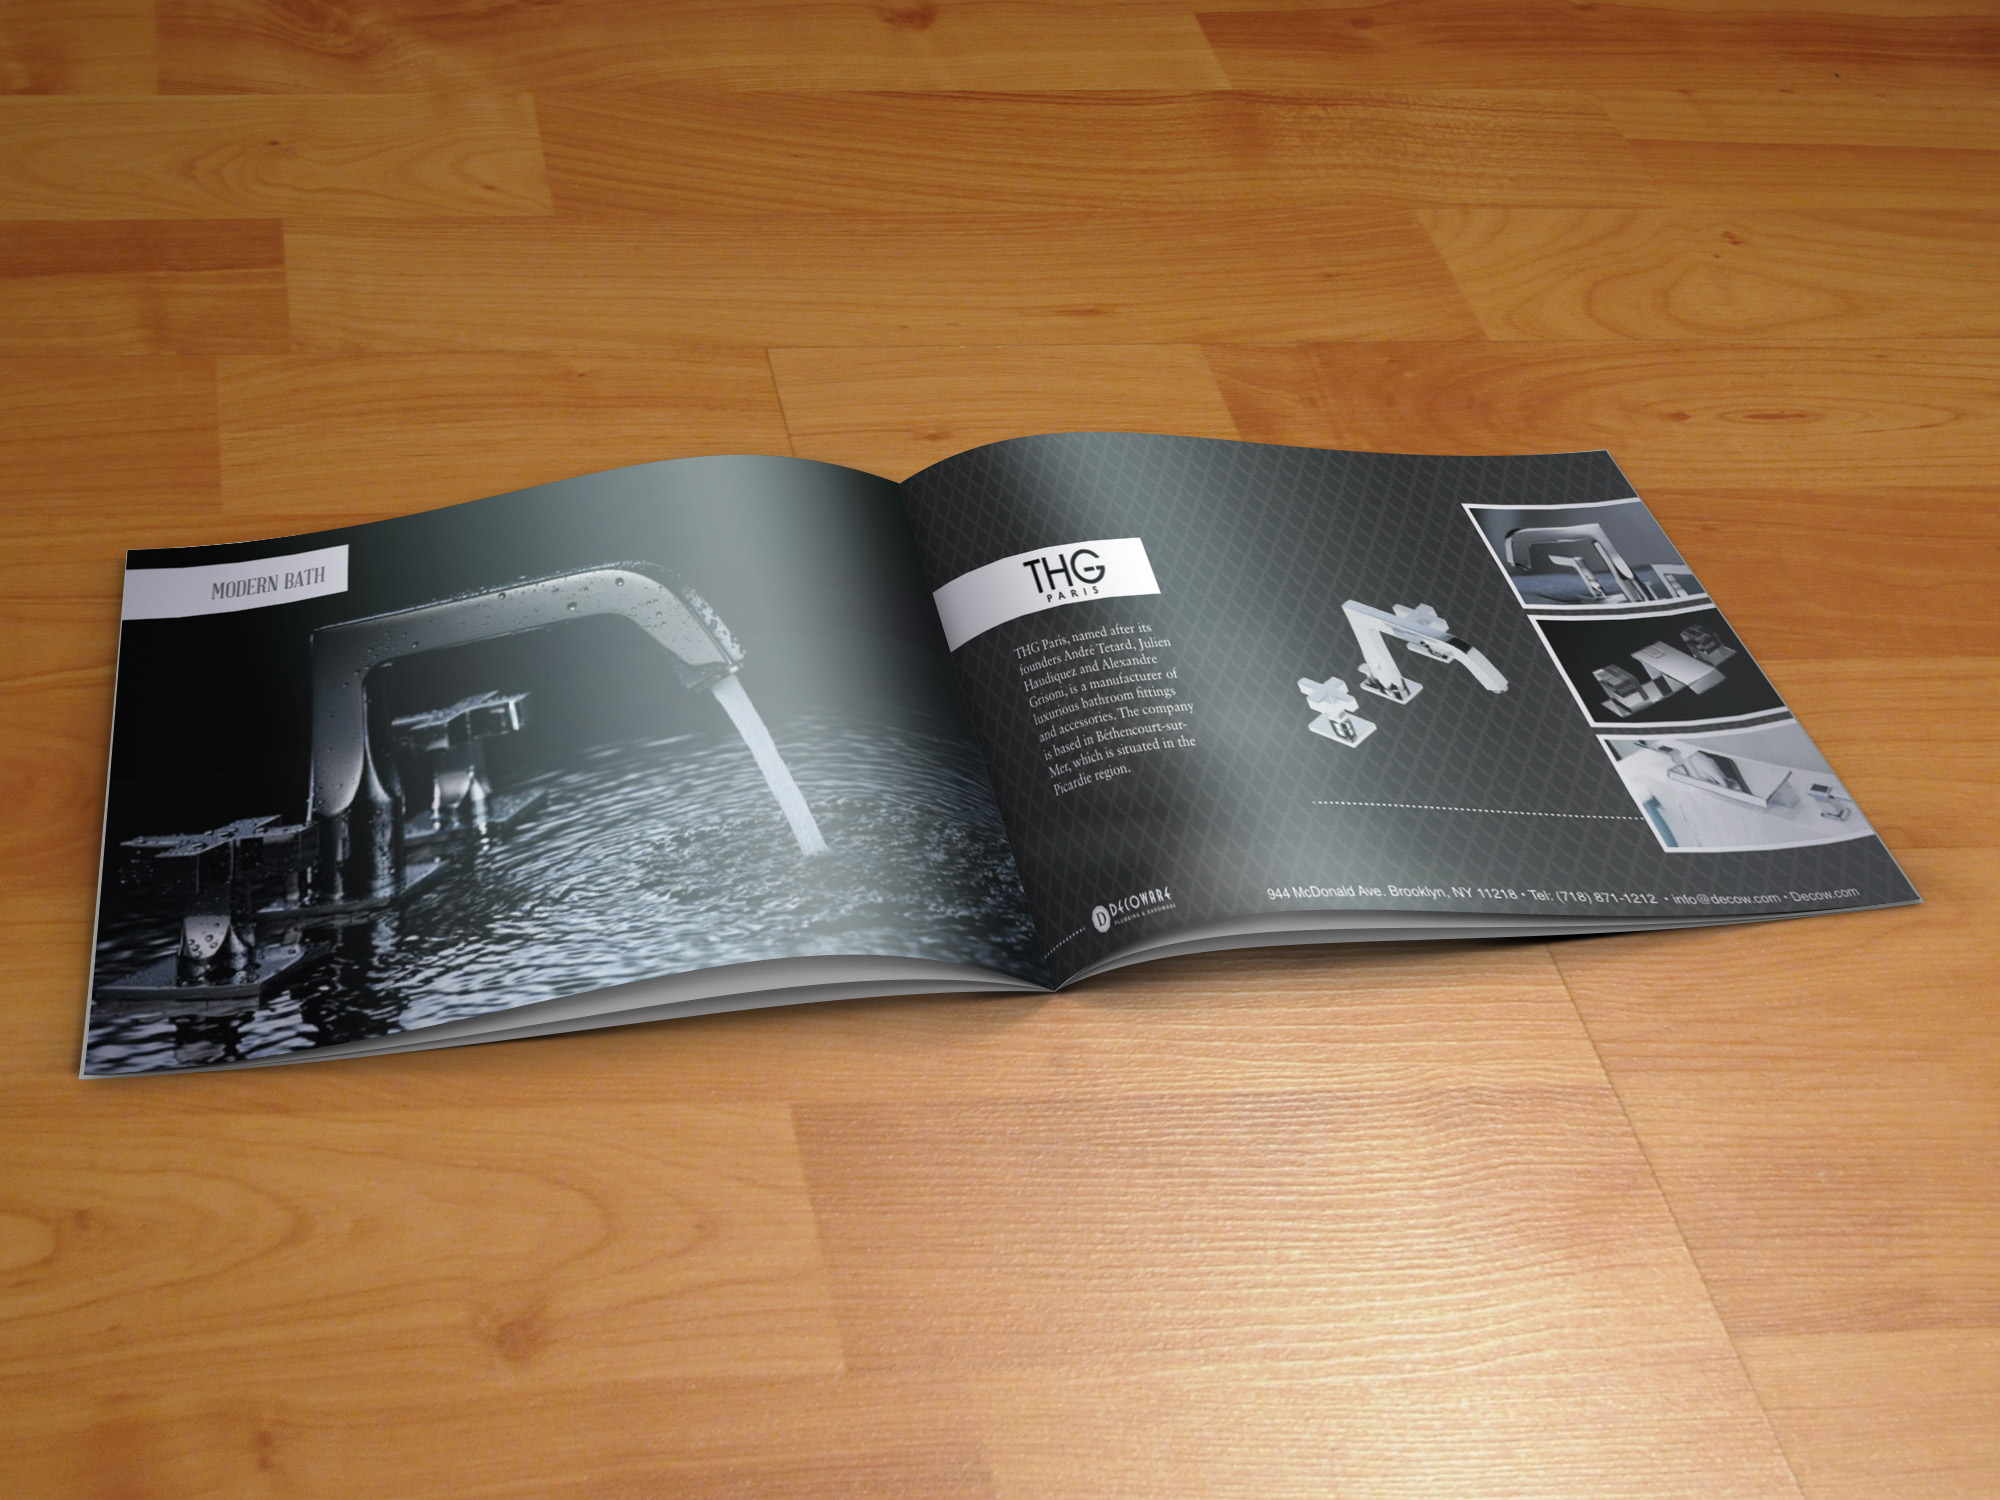 MODERN BATH
THG
PARIS
THG Paris, named after its
founders André Tetard, Julien
Haudiquez and Alexandre
Grisoni, is a manufacturer of
luxurious bathroom fittings
and accessories. The company
is based in Béthencourt-sur-
Mer, which is situated in the
Picardie region.
D DECOWARE
PLUMBING & HARDWARE
944 McDonald Ave. Brooklyn, NY 11218 • Tel: (718) 871-1212 • info@decow.com • Decow.com